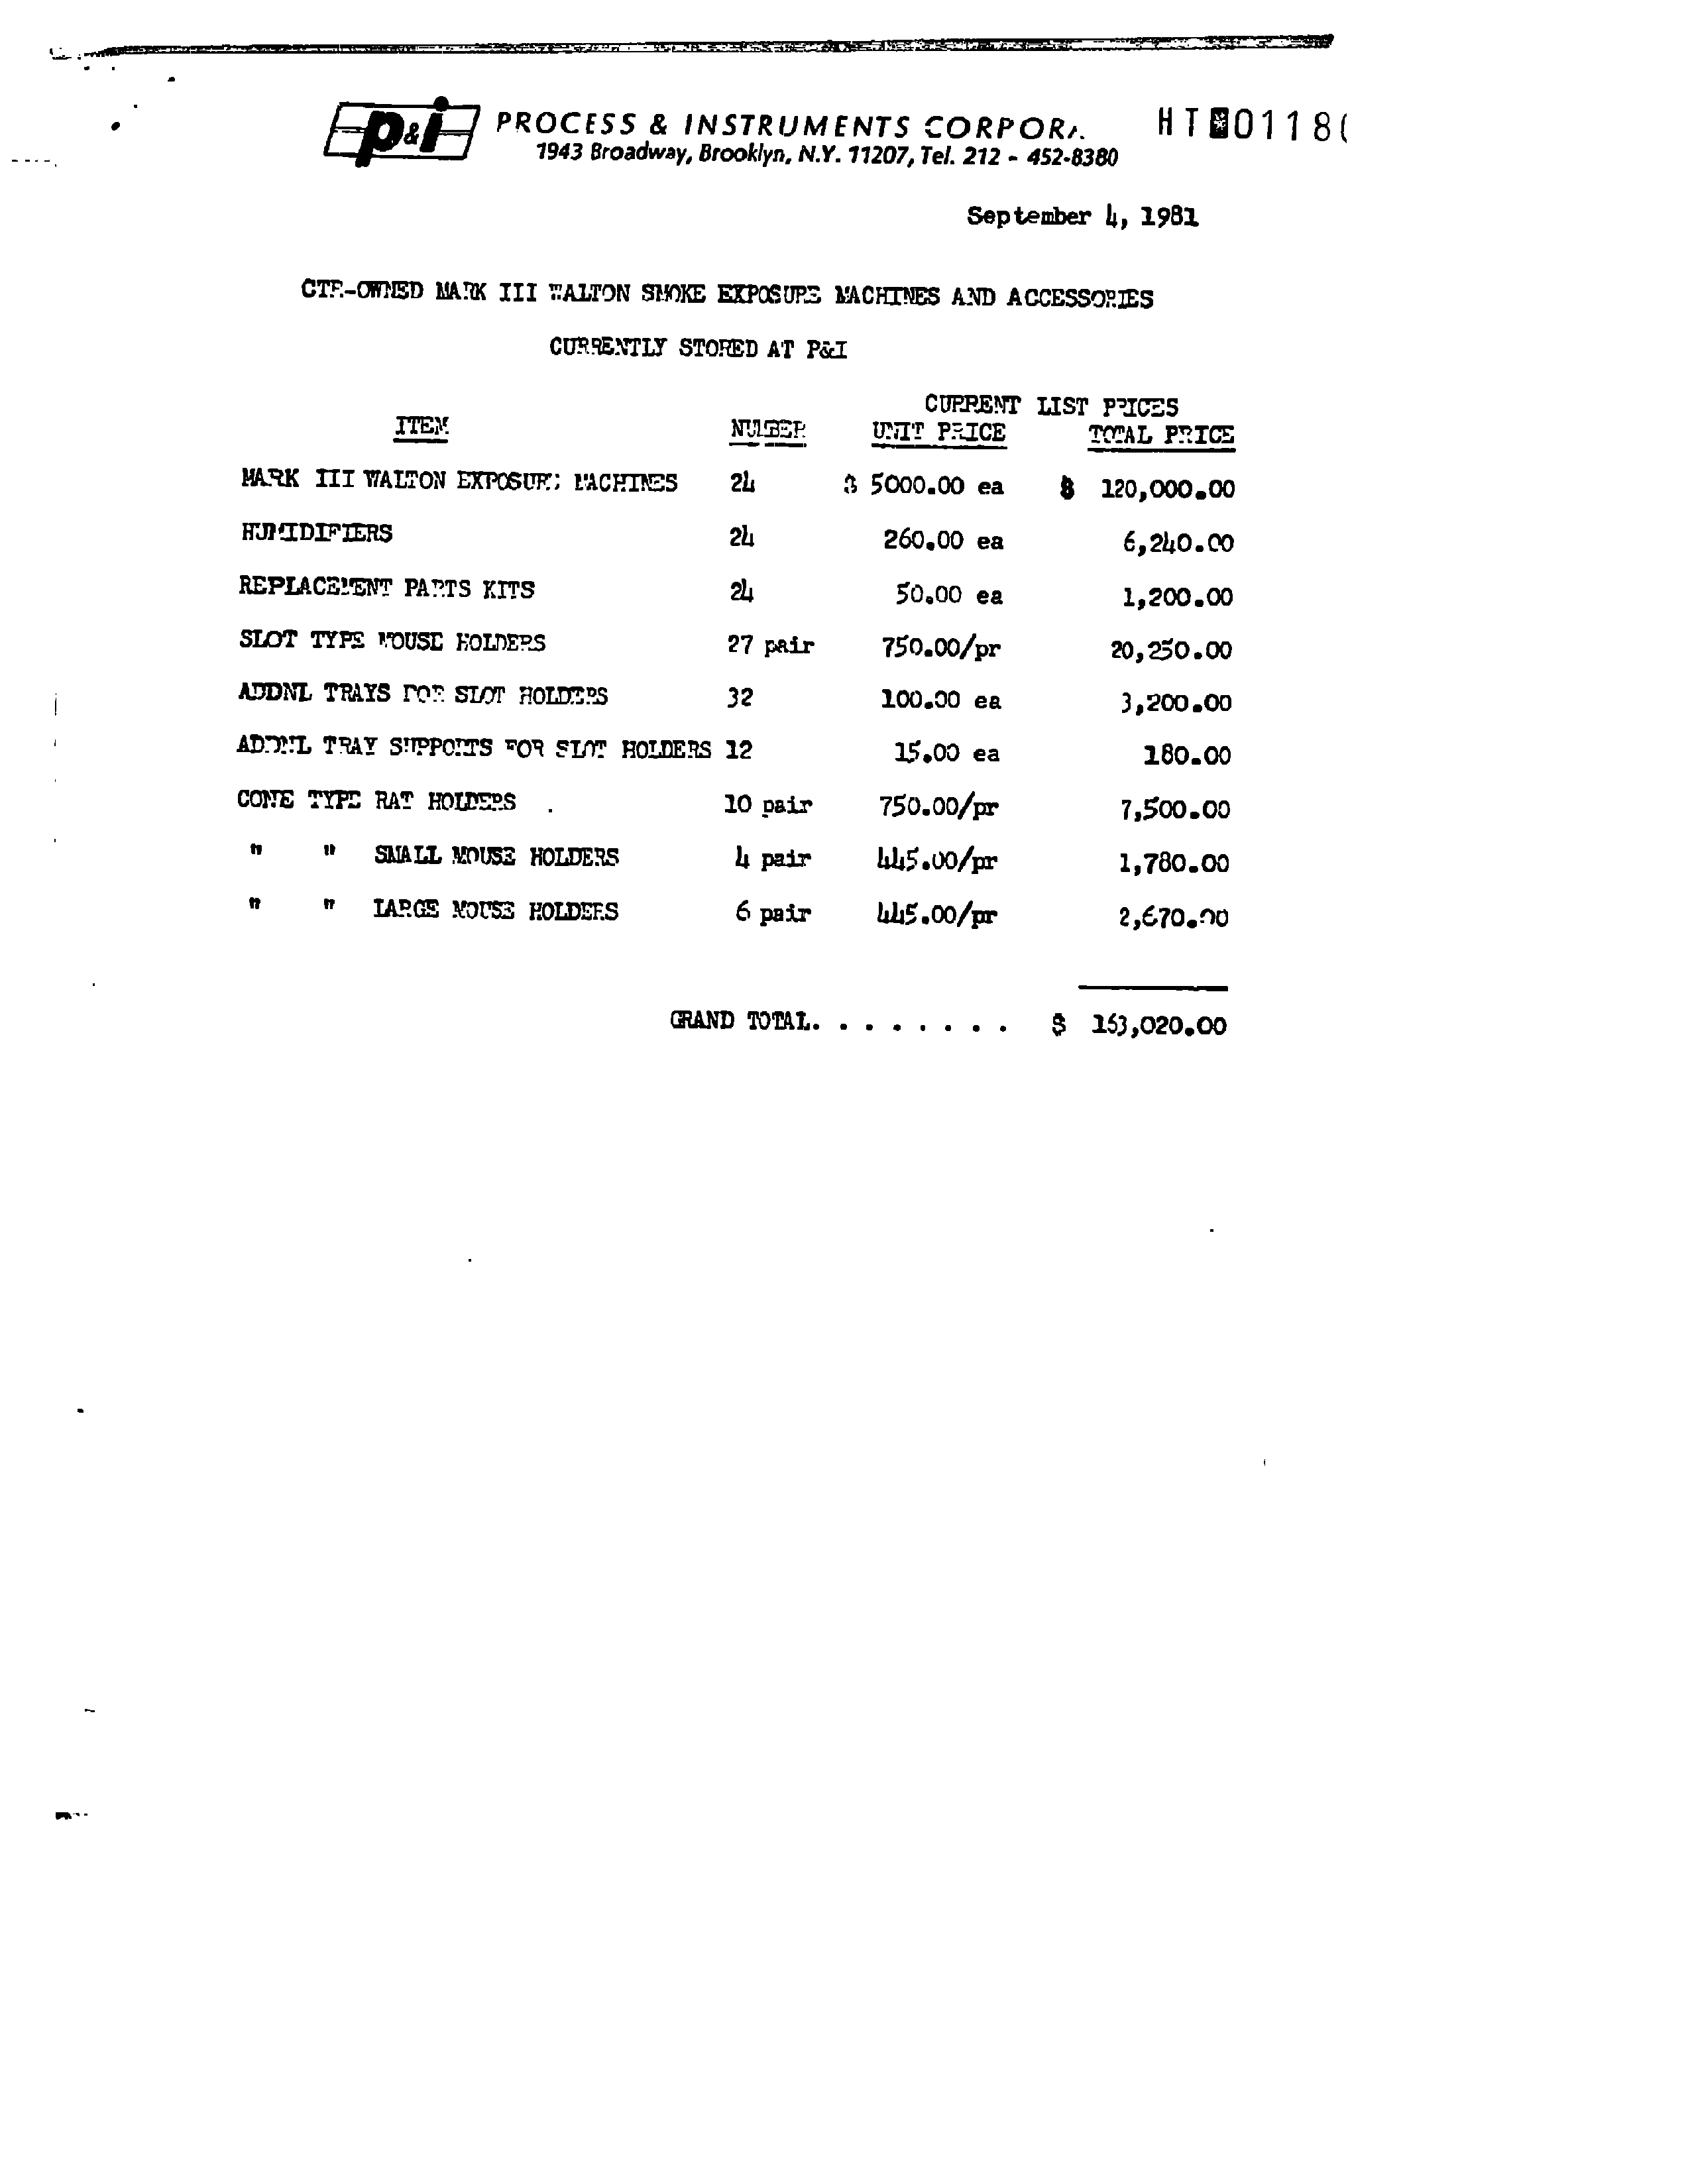 p&i PROCESS & INSTRUMENTS HT 0118
1943 Broadway, Brooklyn, N.Y. 11207, Tel. 212 - 452-8380
September 4, 1981
CTR-OWNED MARK III WALTON SMOKE EXPOSURE MACHINES AND ACCESSORIES
CURRENTLY STORED AT P&I
CURRENT LIST PRICES
ITEM NUMBER UNIT PRICE TOTAL PRICE
MARK III WALTON EXPOSURE MACHINES 24 $ 5000.00 ea $ 120,000.00
HUMIDIFIERS 24 260.00 ea 6,240.00
REPLACEMENT PARTS KITS 24 50.00 ea 1,200.00
SLOT TYPE MOUSE HOLDERS 27 pair 750.00/pr 20,250.00
ADDNL TRAYS FOR SLOT HOLDERS 32 100.00 ea 3,200.00
ADDNL TRAY SUPPORTS FOR SLOT HOLDERS 12 15.00 ea 180.00
CONE TYPE RAT HOLDERS 10 pair 750.00/pr 7,500.00
" " SMALL MOUSE HOLDERS 4 pair 445.00/pr 1,780.00
" " LARGE MOUSE HOLDERS 6 pair 445.00/pr 2,670.00
GRAND TOTAL. . . . . . . . $ 163,020.00